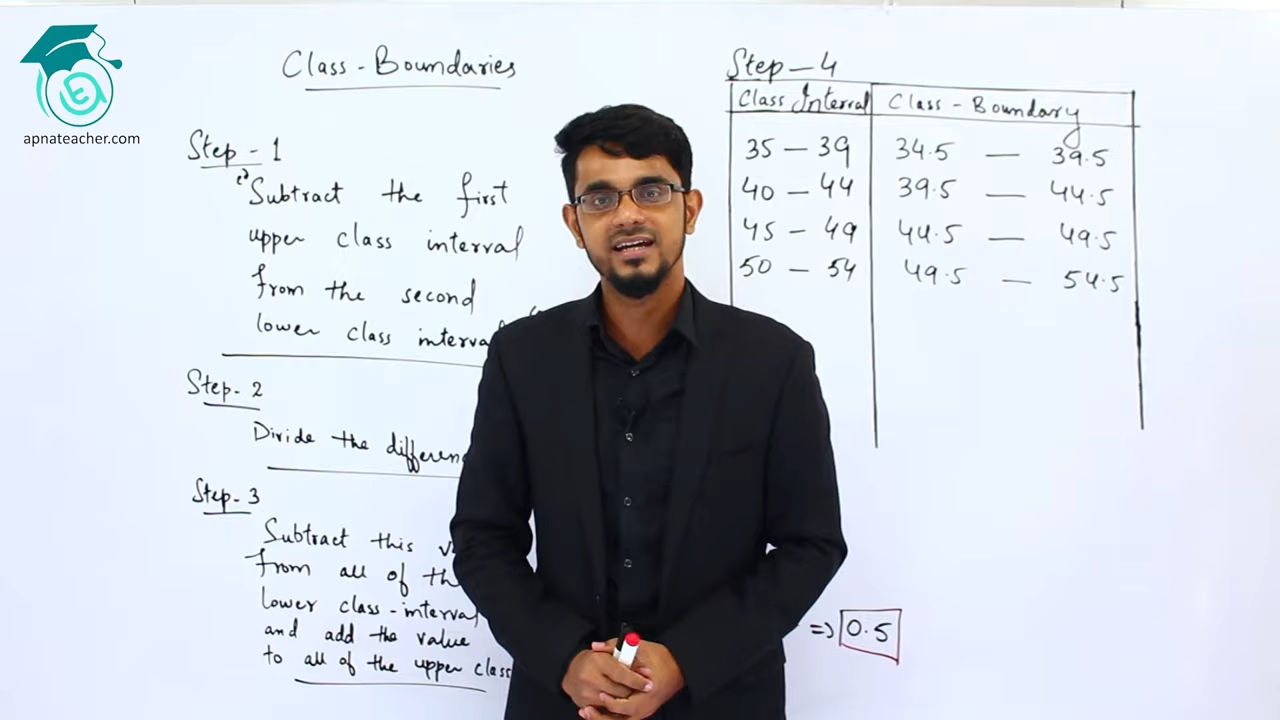 apnateacher.com
Class - Boundaries
Step - 1
Subtract the first
upper class interval
from the second
lower class interval
Step - 2
Divide the
Step - 3
Subtract this
from all of
lower class - interval
and add the value
to all of the upper class
Step - 4
Class Interval Class - Boundary
35 - 39 34.5 - 39.5
40 - 44 39.5 - 44.5
45 - 49 44.5 - 49.5
50 - 54 49.5 - 54.5
=> 0.5